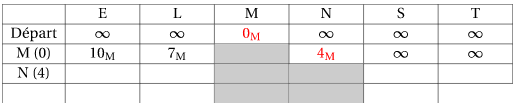 E L M N S T
Départ ∞ ∞ 0M ∞ ∞ ∞
M (0) 10M 7M 4M ∞ ∞
N (4)